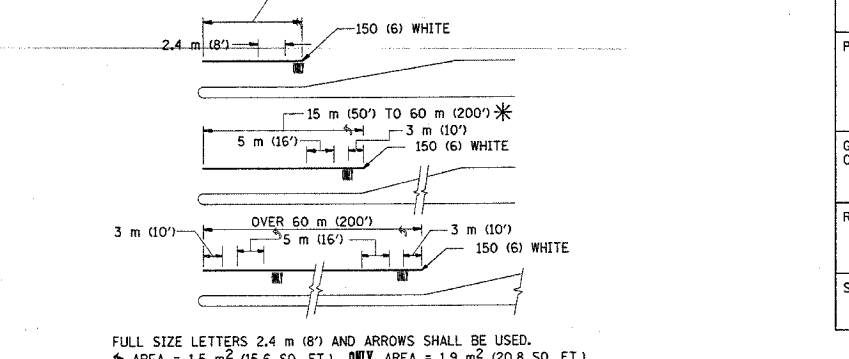 150 (6) WHITE
2.4 m (8')
15 m (50') TO 60 m (200')*
3 m (10')
5 m (16')
150 (6) WHITE
OVER 60 m (200')
3 m (10')
5 m (16')
3 m (10')
150 (6) WHITE
FULL SIZE LETTERS 2.4 m (8') AND ARROWS SHALL BE USED.
AREA = 1.5 m² (15.6 SQ. FT.) ONLY AREA = 1.9 m² (20.8 SQ. FT.)
P
G
C
R
S